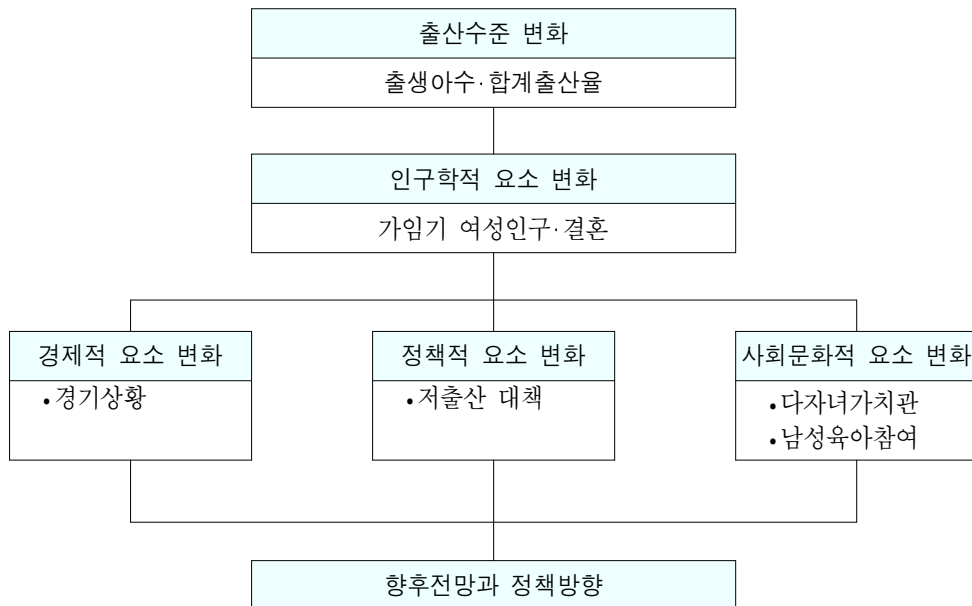 출산수준 변화
출생아수·합계출산율
인구학적 요소 변화
가임기 여성인구·결혼
경제적 요소 변화
•경기상황
정책적 요소 변화
•저출산 대책
사회문화적 요소 변화
•다자녀가치관
•남성육아참여
향후전망과 정책방향